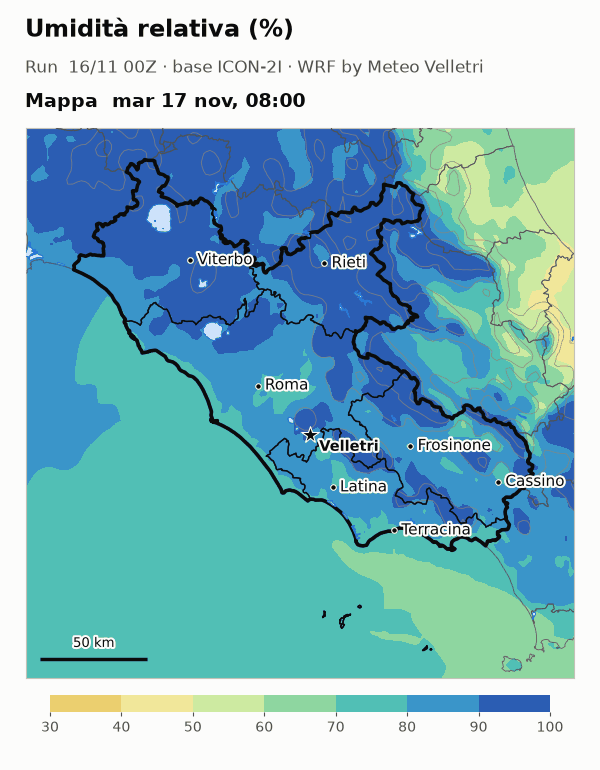 Umidità relativa (%)
Run  16/11 00Z · base ICON-2I · WRF by Meteo Velletri
Mappa  mar 17 nov, 08:00
Viterbo
Rieti
Roma
Velletri
Frosinone
Cassino
Latina
Terracina
50 km
30 40 50 60 70 80 90 100